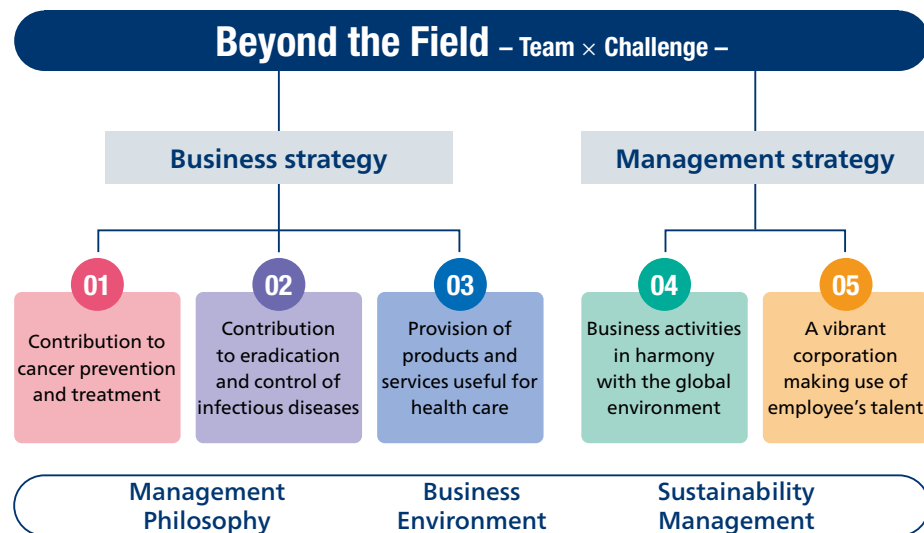 Beyond the Field – Team × Challenge –
Business strategy
Management strategy
01
Contribution to
cancer prevention
and treatment
02
Contribution
to eradication
and control of
infectious diseases
03
Provision of
products and
services useful for
health care
04
Business activities
in harmony
with the global
environment
05
A vibrant
corporation
making use of
employee’s talent
Management
Philosophy
Business
Environment
Sustainability
Management